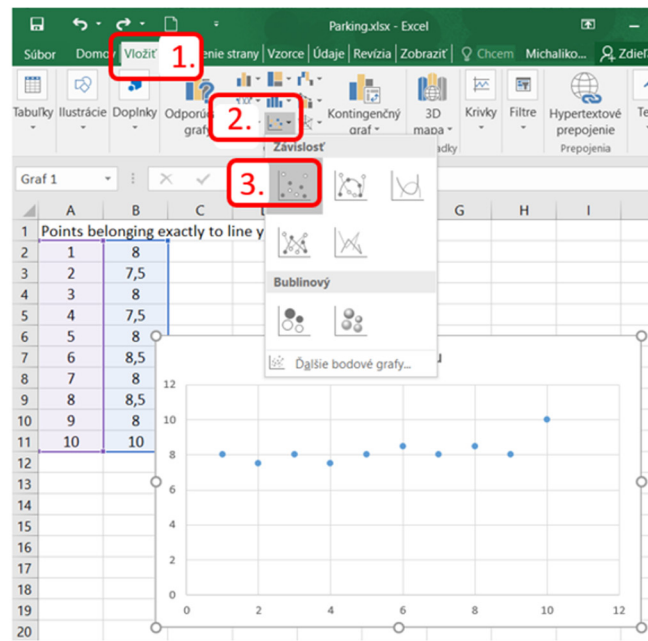 Parking.xlsx - Excel
Súbor Domov Vložiť 1. enie strany Vzorce Údaje Revízia Zobraziť Chcem Michaliko... Zdieľ
Tabuľky Ilustrácie Doplnky Odporúč 2. Kontingenčný 3D Krivky Filtre Hypertextové Te
grafy graf mapa prepojenie
adky Prepojenia
Závislosť
Graf 1
3.
A B C G H I
1 Points belonging exactly to line y
2 1 8
3 2 7,5
4 3 8
5 4 7,5
6 5 8
7 6 8,5
8 7 8
9 8 8,5
10 9 8
11 10 10
12
13
14
15
16
17
18
19
20
Bublinový
Ďalšie bodové grafy...
u
12
10
8
6
4
2
0
0 2 4 6 8 10 12